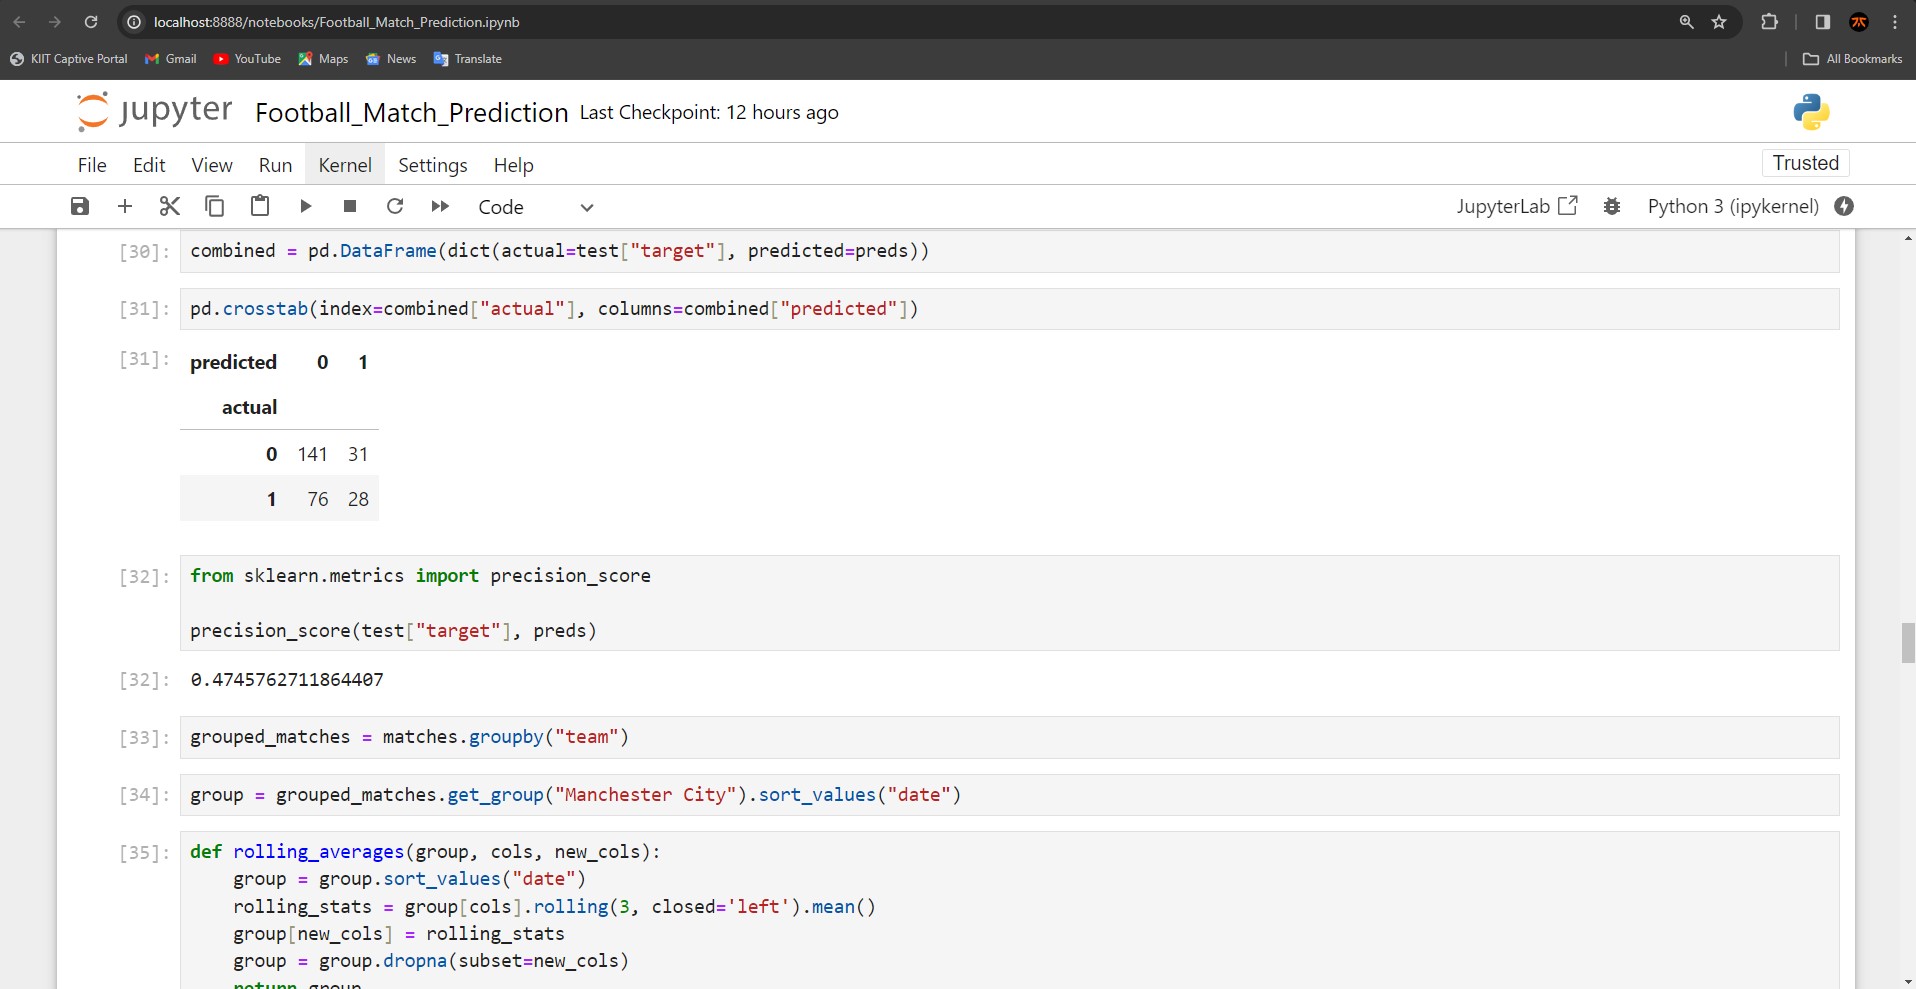 localhost:8888/notebooks/Football_Match_Prediction.ipynb
KIIT Captive Portal Gmail YouTube Maps News Translate All Bookmarks
jupyter Football_Match_Prediction Last Checkpoint: 12 hours ago
File Edit View Run Kernel Settings Help Trusted
Code JupyterLab Python 3 (ipykernel)
[30]: combined = pd.DataFrame(dict(actual=test["target"], predicted=preds))
[31]: pd.crosstab(index=combined["actual"], columns=combined["predicted"])
[31]: predicted 0 1
actual
0 141 31
1 76 28
[32]: from sklearn.metrics import precision_score
precision_score(test["target"], preds)
[32]: 0.4745762711864407
[33]: grouped_matches = matches.groupby("team")
[34]: group = grouped_matches.get_group("Manchester City").sort_values("date")
[35]: def rolling_averages(group, cols, new_cols):
group = group.sort_values("date")
rolling_stats = group[cols].rolling(3, closed='left').mean()
group[new_cols] = rolling_stats
group = group.dropna(subset=new_cols)
return group